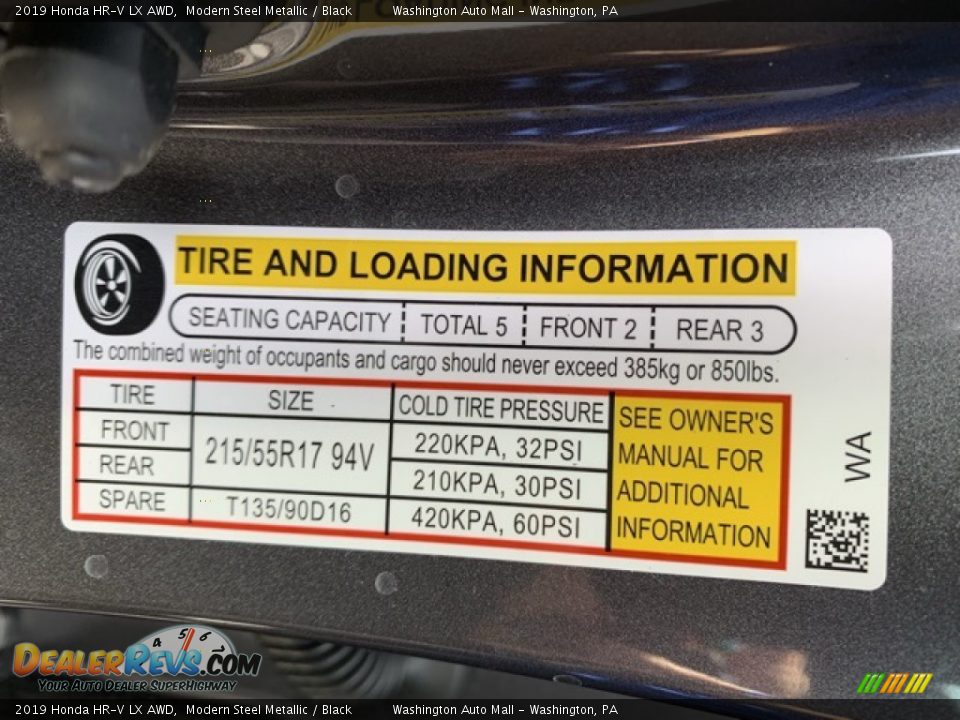 2019 Honda HR-V LX AWD, Modern Steel Metallic / Black Washington Auto Mall - Washington, PA
TIRE AND LOADING INFORMATION
SEATING CAPACITY TOTAL 5 FRONT 2 REAR 3
The combined weight of occupants and cargo should never exceed 385kg or 850lbs.
TIRE SIZE COLD TIRE PRESSURE
FRONT 215/55R17 94V 220KPA, 32PSI
REAR 210KPA, 30PSI
SPARE T135/90D16 420KPA, 60PSI
SEE OWNER'S
MANUAL FOR
ADDITIONAL
INFORMATION
WA
4 5 6
DEALERREVS.COM
YOUR AUTO DEALER SUPERHIGHWAY
2019 Honda HR-V LX AWD, Modern Steel Metallic / Black Washington Auto Mall - Washington, PA